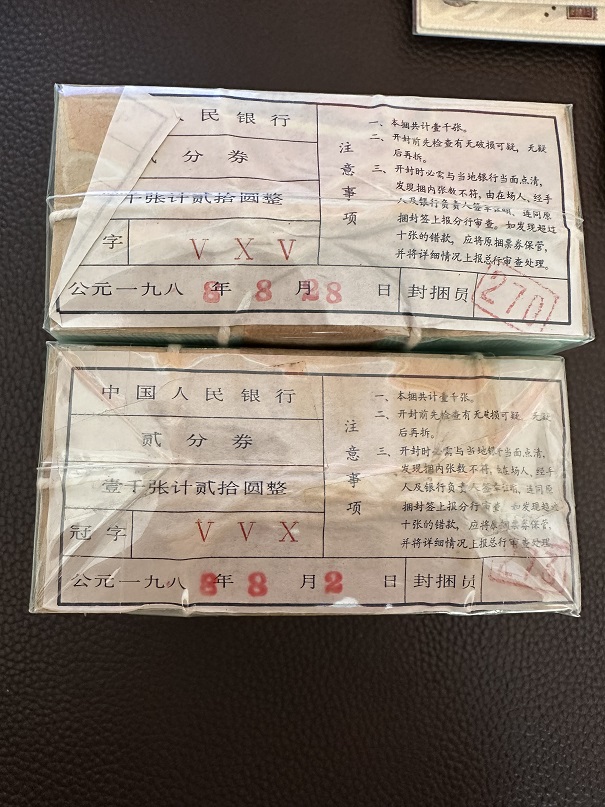 人民银行
贰分券
千张计贰拾圆整
字 V X V
公元一九八8年8月28日 封捆员 270
注意事项
一、本捆共计壹千张。
二、开封前先检查有无破损可疑，无疑
后再拆。
三、开封时必需与当地银行当面点清，
发现捆内张数不符，由在场人、经手
人及银行负责人签章证明，连同原
捆封签上报分行审查。如发现超过
十张的错款，应将原捆票券保管，
并将详细情况上报总行审查处理。
中国人民银行
贰分券
壹千张计贰拾圆整
冠字 V V X
公元一九八8年8月2日 封捆员
注意事项
一、本捆共计壹千张。
二、开封前先检查有无破损可疑，无疑
后再拆。
三、开封时必需与当地银行当面点清，
发现捆内张数不符，由在场人、经手
人及银行负责人签章证明，连同原
捆封签上报分行审查。如发现超过
十张的错款，应将原捆票券保管，
并将详细情况上报总行审查处理